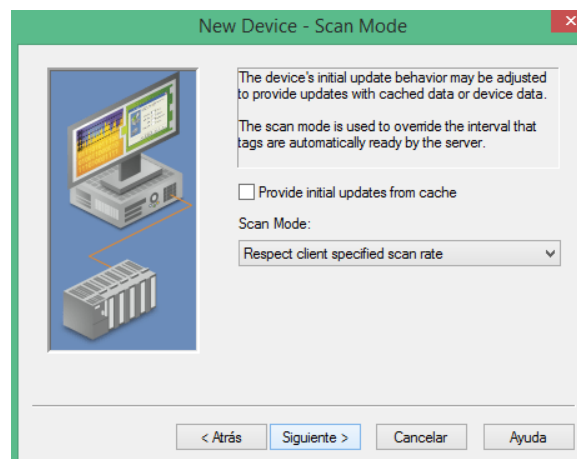 New Device - Scan Mode
The device's initial update behavior may be adjusted
to provide updates with cached data or device data.
The scan mode is used to override the interval that
tags are automatically ready by the server.
Provide initial updates from cache
Scan Mode:
Respect client specified scan rate
< Atrás
Siguiente >
Cancelar
Ayuda